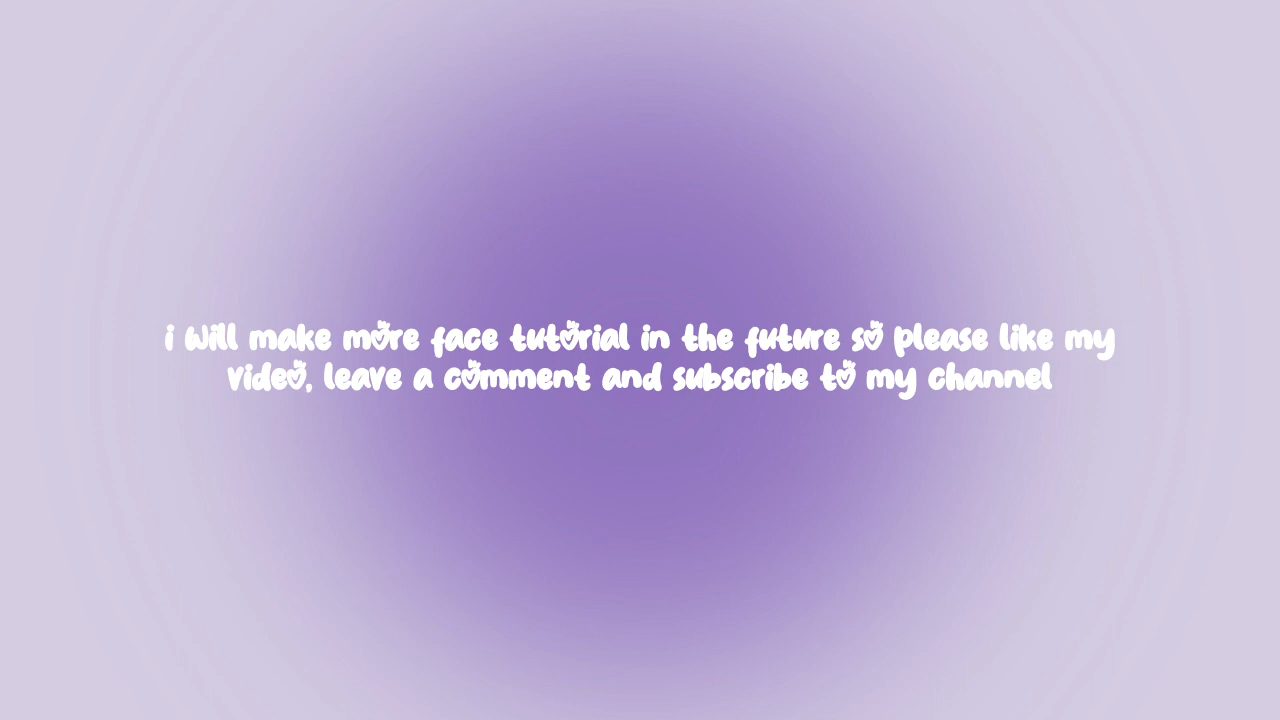 i will make more face tutorial in the future so please like my
video, leave a comment and subscribe to my channel